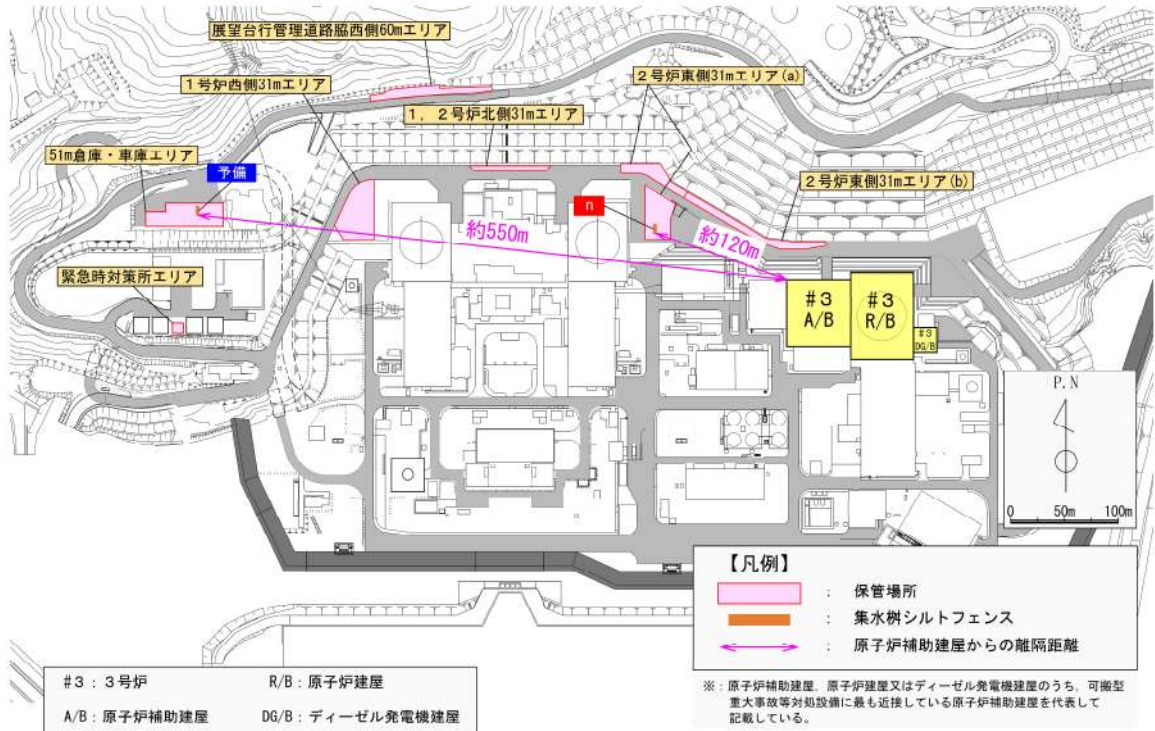 展望台行管理道路脇西側60mエリア
1号炉西側31mエリア
2号炉東側31mエリア(a)
1，2号炉北側31mエリア
51m倉庫・車庫エリア
予備
2号炉東側31mエリア(b)
n
約550m
約120m
緊急時対策所エリア
#3
A/B
#3
R/B
#3
DG/B
P.N
0 50m 100m
【凡例】
： 保管場所
： 集水桝シルトフェンス
： 原子炉補助建屋からの離隔距離
#3：3号炉 R/B：原子炉建屋
A/B：原子炉補助建屋 DG/B：ディーゼル発電機建屋
※：原子炉補助建屋，原子炉建屋又はディーゼル発電機建屋のうち，可搬型
重大事故等対処設備に最も近接している原子炉補助建屋を代表して
記載している。